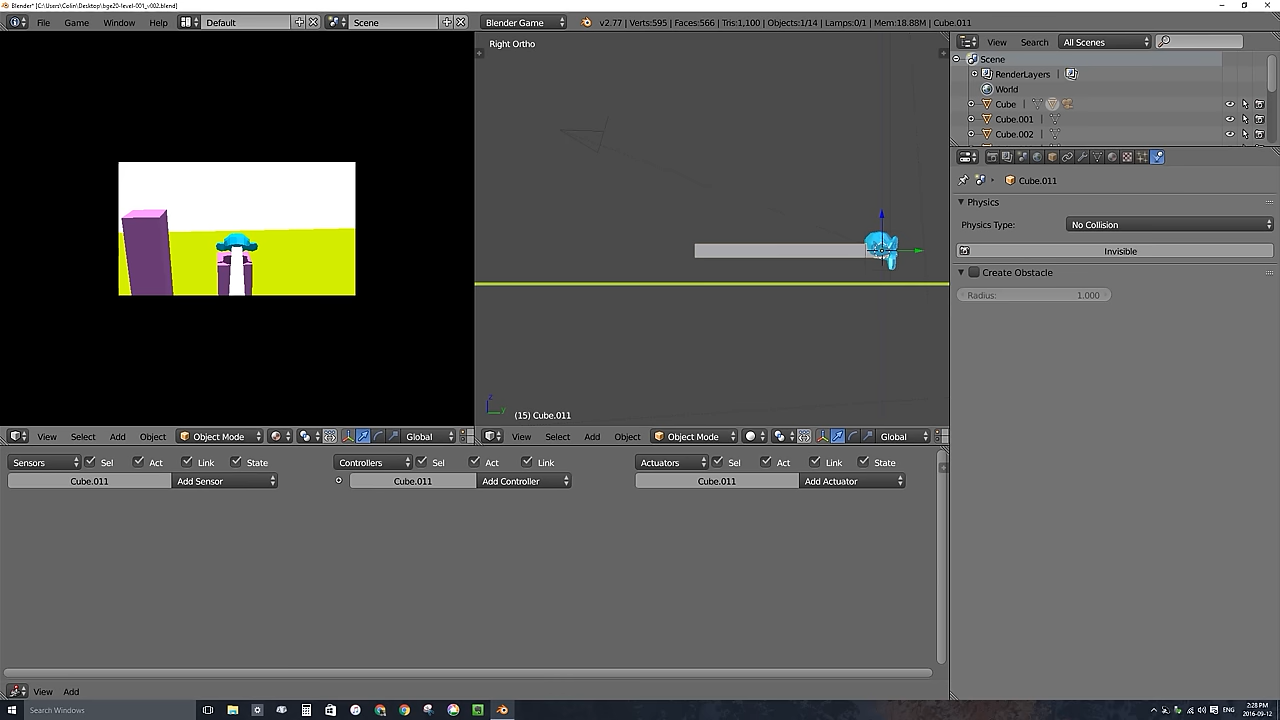 Blender* [C:\Users\Colin\Desktop\bge20-level-001_v002.blend]
File Game Window Help Default Scene Blender Game v2.77 | Verts:595 | Faces:566 | Tris:1,100 | Objects:1/14 | Lamps:0/1 | Mem:18.88M | Cube.011
Right Ortho
View Search All Scenes
Scene
RenderLayers |
World
Cube |
Cube.001 |
Cube.002 |
Cube.011
Physics
Physics Type: No Collision
Invisible
Create Obstacle
Radius: 1.000
(15) Cube.011
View Select Add Object Object Mode Global
View Select Add Object Object Mode Global
Sensors Sel Act Link State Controllers Sel Act Link Actuators Sel Act Link State
Cube.011 Add Sensor Cube.011 Add Controller Cube.011 Add Actuator
View Add
Search Windows
ENG
2:28 PM
2016-09-12